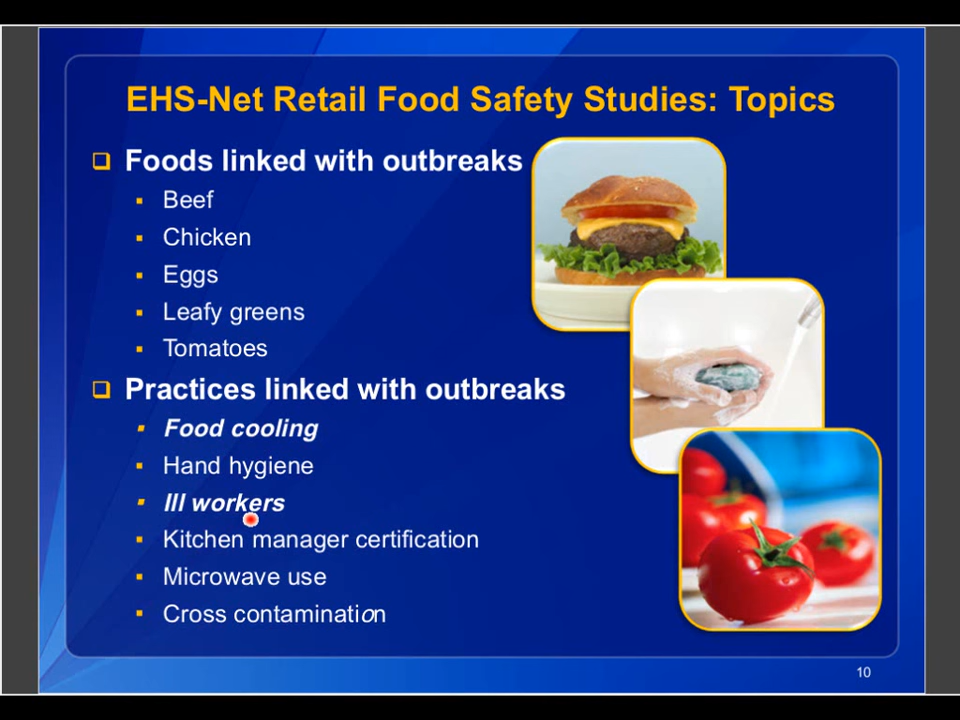 EHS-Net Retail Food Safety Studies: Topics
Foods linked with outbreaks
Beef
Chicken
Eggs
Leafy greens
Tomatoes
Practices linked with outbreaks
Food cooling
Hand hygiene
Ill workers
Kitchen manager certification
Microwave use
Cross contamination
10